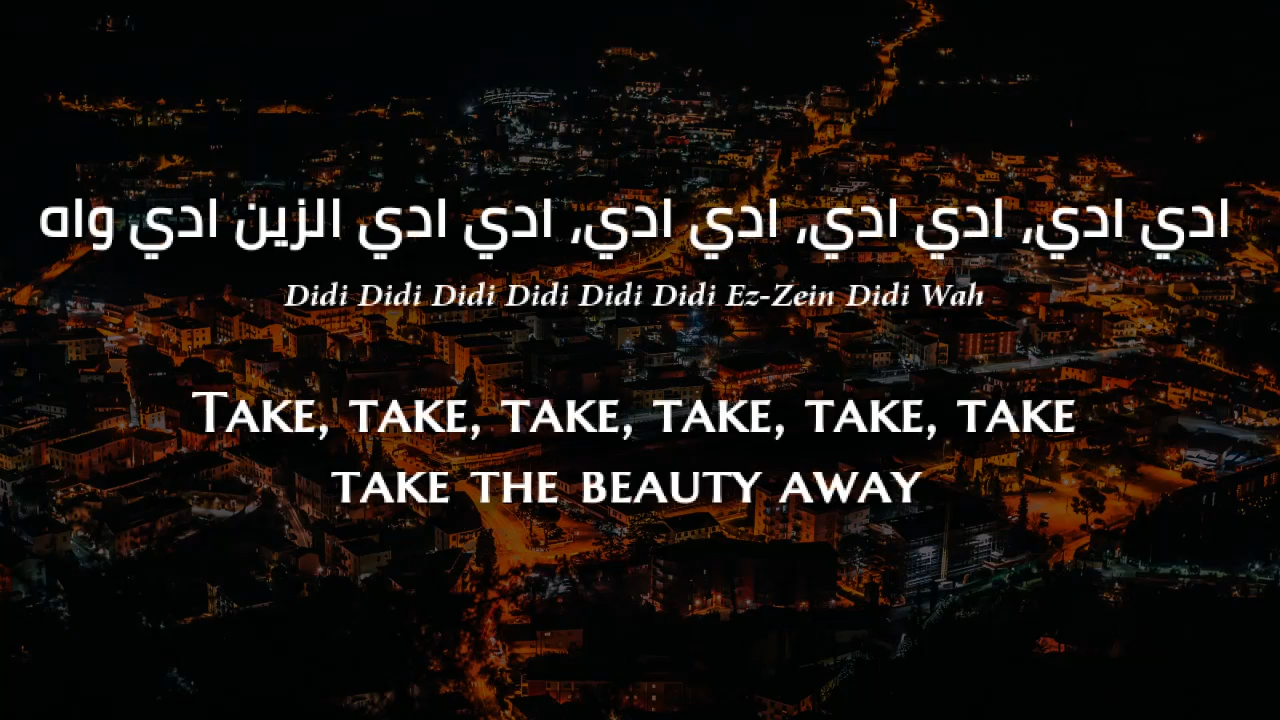 ادي ادي, ادي ادي, ادي ادي, ادي ادي الزين ادي واه
Didi Didi Didi Didi Didi Didi Ez-Zein Didi Wah
Take, take, take, take, take, take
take the beauty away